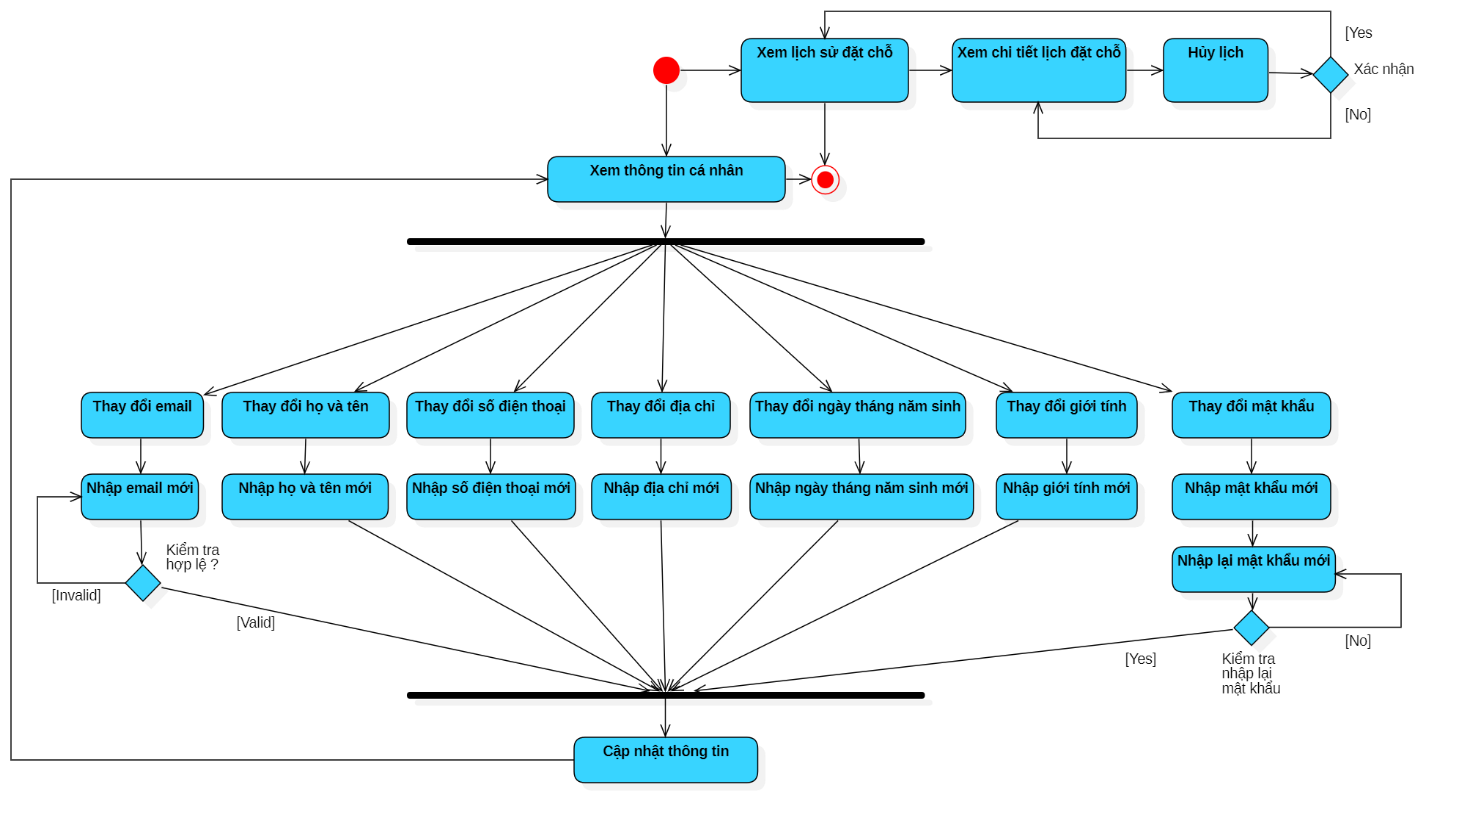 [Yes
Xem lịch sử đặt chỗ
Xem chi tiết lịch đặt chỗ
Hủy lịch
Xác nhận
[No]
Xem thông tin cá nhân
Thay đổi email
Thay đổi họ và tên
Thay đổi số điện thoại
Thay đổi địa chỉ
Thay đổi ngày tháng năm sinh
Thay đổi giới tính
Thay đổi mật khẩu
Nhập email mới
Nhập họ và tên mới
Nhập số điện thoại mới
Nhập địa chỉ mới
Nhập ngày tháng năm sinh mới
Nhập giới tính mới
Nhập mật khẩu mới
Kiểm tra
hợp lệ ?
Nhập lại mật khẩu mới
[Invalid]
[Valid]
[No]
[Yes]
Kiểm tra
nhập lại
mật khẩu
Cập nhật thông tin